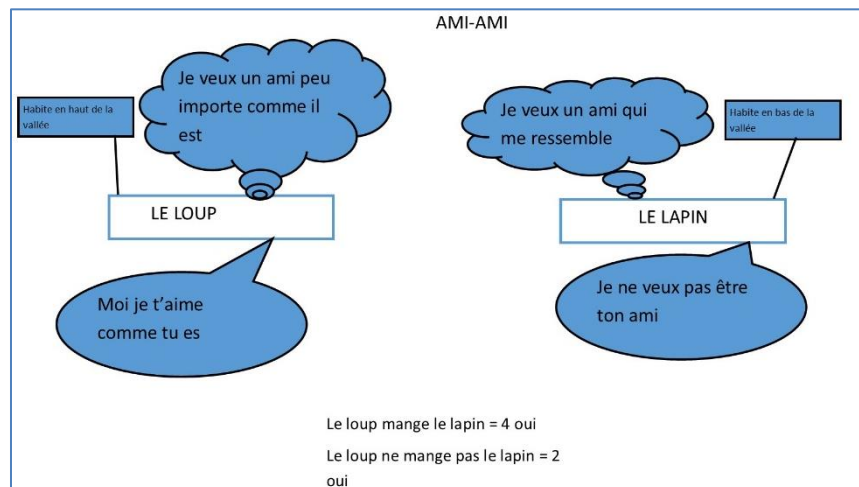 AMI-AMI
Je veux un ami peu
importe comme il
est
Habite en haut de la
vallée
Je veux un ami qui
me ressemble
Habite en bas de la
vallée
LE LOUP
LE LAPIN
Moi je t'aime
comme tu es
Je ne veux pas être
ton ami
Le loup mange le lapin = 4 oui
Le loup ne mange pas le lapin = 2
oui